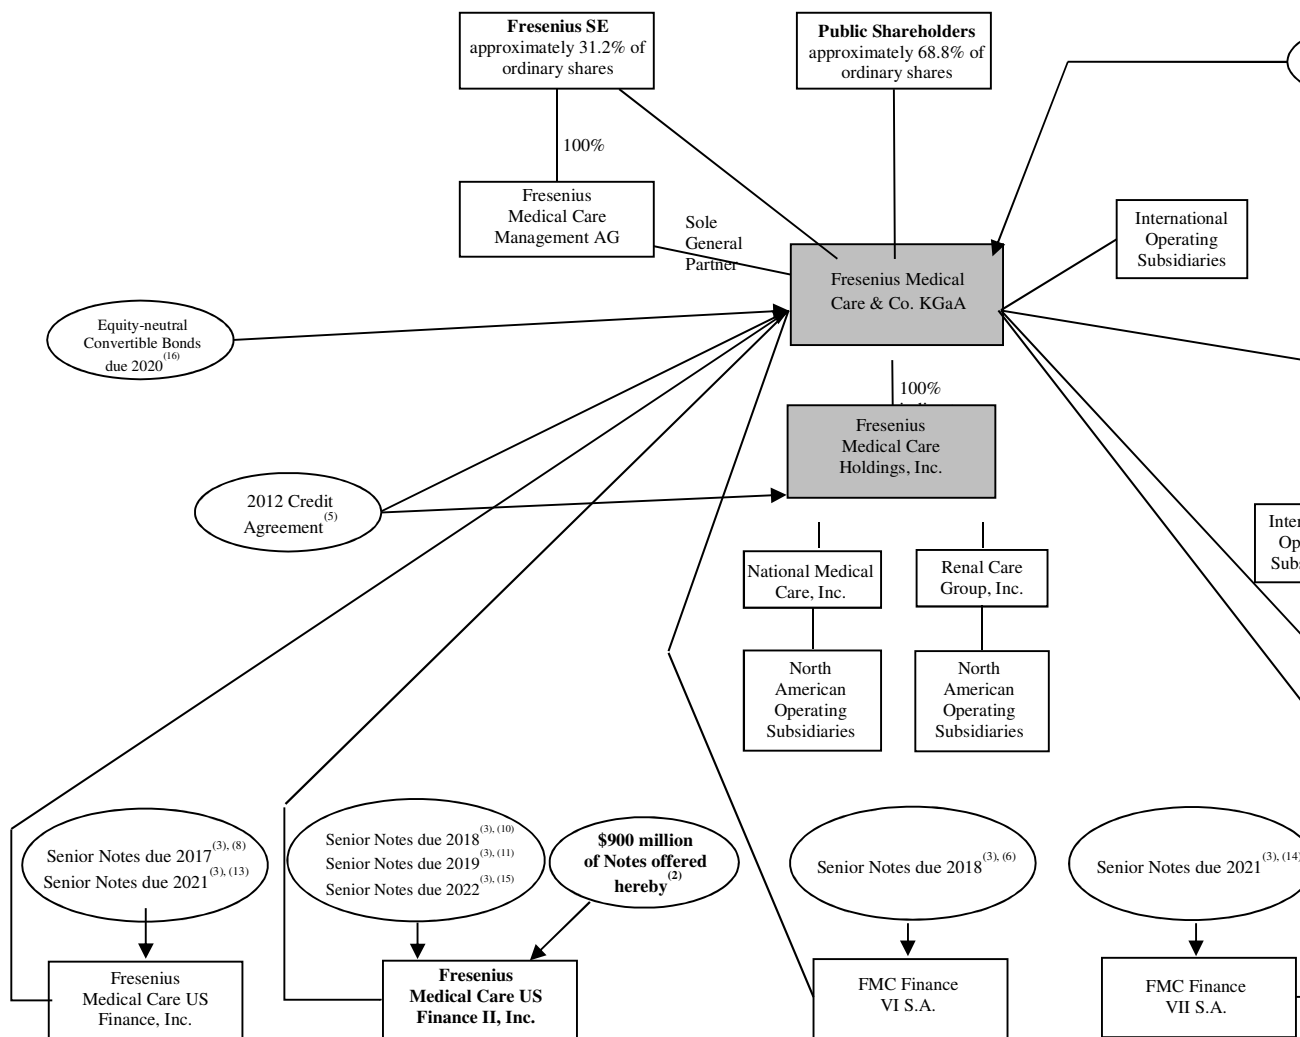 Fresenius SE
approximately 31.2% of
ordinary shares
Public Shareholders
approximately 68.8% of
ordinary shares
100%
Fresenius
Medical Care
Management AG
Sole
General
Partner
International
Operating
Subsidiaries
Fresenius Medical
Care & Co. KGaA
Equity-neutral
Convertible Bonds
due 2020(16)
100%
Fresenius
Medical Care
Holdings, Inc.
2012 Credit
Agreement(5)
National Medical
Care, Inc.
Renal Care
Group, Inc.
North
American
Operating
Subsidiaries
North
American
Operating
Subsidiaries
Senior Notes due 2017(3), (8)
Senior Notes due 2021(3), (13)
Senior Notes due 2018(3), (10)
Senior Notes due 2019(3), (11)
Senior Notes due 2022(3), (15)
$900 million
of Notes offered
hereby(2)
Senior Notes due 2018(3), (6)
Senior Notes due 2021(3), (14)
Fresenius
Medical Care US
Finance, Inc.
Fresenius
Medical Care US
Finance II, Inc.
FMC Finance
VI S.A.
FMC Finance
VII S.A.